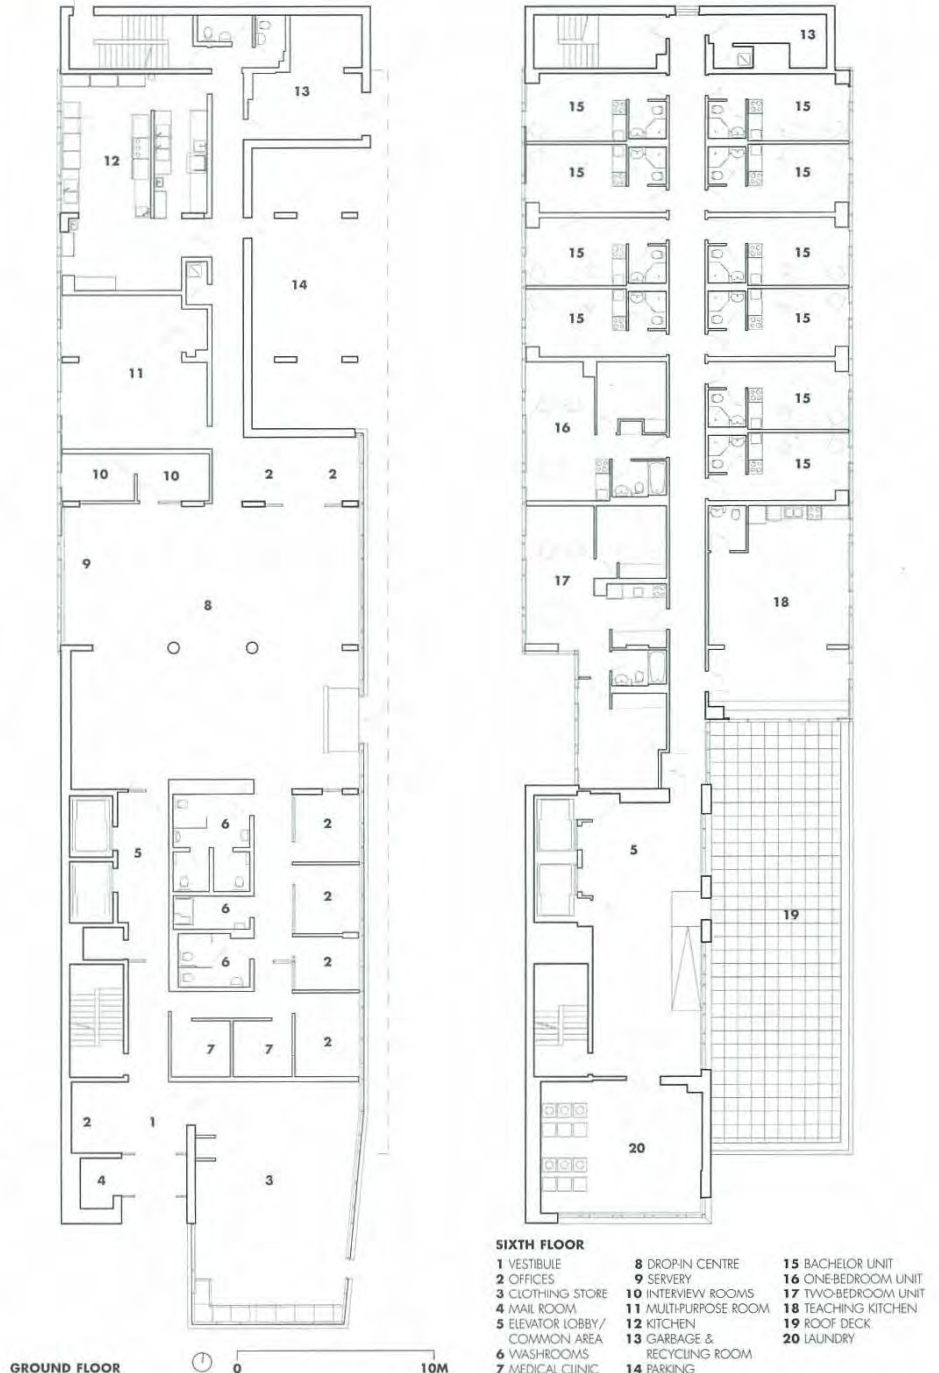 13
12
14
11
10 10 2 2
9
8
6 2
5
6 2
6 2
7 7 2
2 1
4 3
GROUND FLOOR
0 10M
13
15 15
15 15
15 15
15 15
15
16
15
17
18
5
19
20
SIXTH FLOOR
1 VESTIBULE
2 OFFICES
3 CLOTHING STORE
4 MAIL ROOM
5 ELEVATOR LOBBY/
COMMON AREA
6 WASHROOMS
7 MEDICAL CLINIC
8 DROP-IN CENTRE
9 SERVERY
10 INTERVIEW ROOMS
11 MULTI-PURPOSE ROOM
12 KITCHEN
13 GARBAGE &
RECYCLING ROOM
14 PARKING
15 BACHELOR UNIT
16 ONE-BEDROOM UNIT
17 TWO-BEDROOM UNIT
18 TEACHING KITCHEN
19 ROOF DECK
20 LAUNDRY